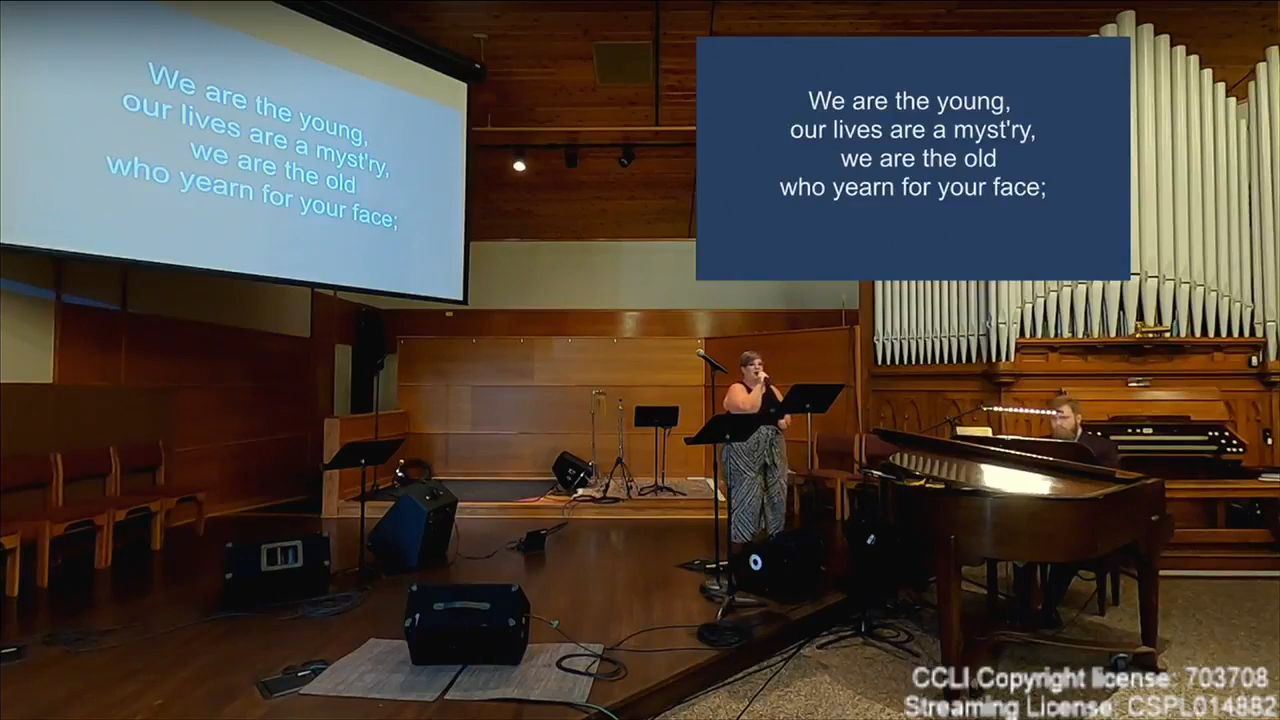 We are the young,
our lives are a myst'ry,
we are the old
who yearn for your face;
We are the young,
our lives are a myst'ry,
we are the old
who yearn for your face;
CCLI Copyright license: 703708
Streaming License CSPL014882